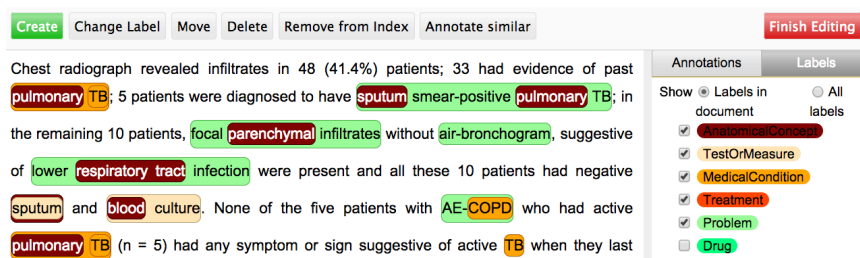 Create Change Label Move Delete Remove from Index Annotate similar Finish Editing
Chest radiograph revealed infiltrates in 48 (41.4%) patients; 33 had evidence of past
pulmonary TB; 5 patients were diagnosed to have sputum smear-positive pulmonary TB; in
the remaining 10 patients, focal parenchymal infiltrates without air-bronchogram, suggestive
of lower respiratory tract infection were present and all these 10 patients had negative
sputum and blood culture. None of the five patients with AE-COPD who had active
pulmonary TB (n = 5) had any symptom or sign suggestive of active TB when they last
Annotations Labels
Show Labels in document All labels
AnatomicalConcept
TestOrMeasure
MedicalCondition
Treatment
Problem
Drug